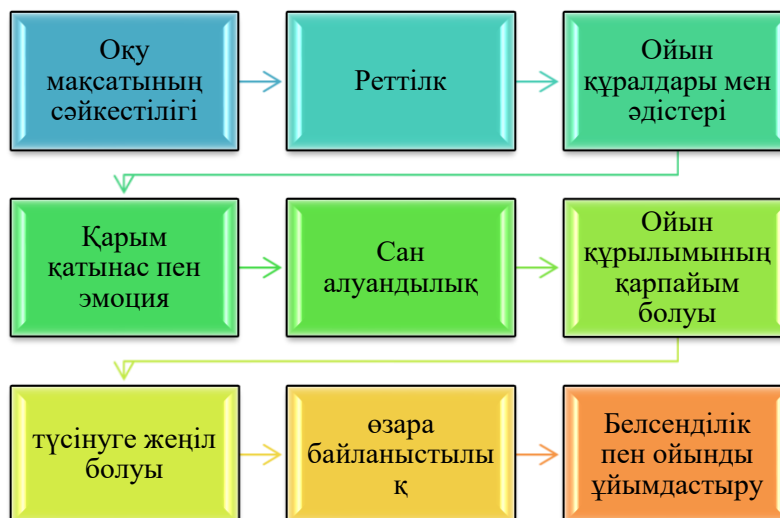 Оқу
мақсатының
сәйкестілігі
Реттілк
Ойын
құралдары мен
әдістері
Қарым
қатынас пен
эмоция
Сан
алуандылық
Ойын
құрылымының
қарпайым
болуы
түсінуге жеңіл
болуы
өзара
байланыстылы
қ
Белсенділік
пен ойынды
ұйымдастыру